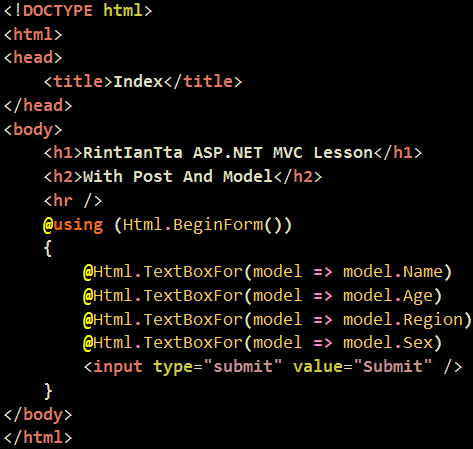 <!DOCTYPE html>
<html>
<head>
    <title>Index</title>
</head>
<body>
    <h1>RintIanTta ASP.NET MVC Lesson</h1>
    <h2>With Post And Model</h2>
    <hr />
    @using (Html.BeginForm())
    {
        @Html.TextBoxFor(model => model.Name)
        @Html.TextBoxFor(model => model.Age)
        @Html.TextBoxFor(model => model.Region)
        @Html.TextBoxFor(model => model.Sex)
        <input type="submit" value="Submit" />
    }
</body>
</html>